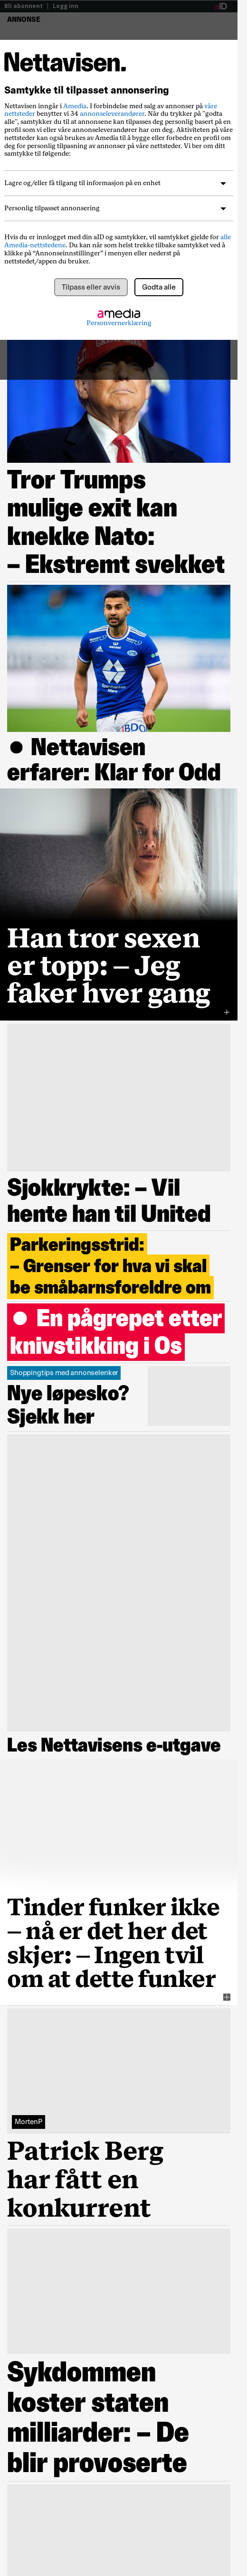 Bli abonnent | Logg inn
aID
ANNONSE
Nettavisen.
Samtykke til tilpasset annonsering
Nettavisen inngår i Amedia. I forbindelse med salg av annonser på våre
nettsteder benytter vi 34 annonseleverandører. Når du trykker på "godta
alle", samtykker du til at annonsene kan tilpasses deg personlig basert på en
profil som vi eller våre annonseleverandører har om deg. Aktiviteten på våre
nettsteder kan også brukes av Amedia til å bygge eller forbedre en profil om
deg for personlig tilpasning av annonser på våre nettsteder. Vi ber om ditt
samtykke til følgende:
Lagre og/eller få tilgang til informasjon på en enhet
Personlig tilpasset annonsering
Hvis du er innlogget med din aID og samtykker, vil samtykket gjelde for alle
Amedia-nettstedene. Du kan når som helst trekke tilbake samtykket ved å
klikke på “Annonseinnstillinger” i menyen eller nederst på
nettstedet/appen du bruker.
Tilpass eller avvis
Godta alle
amedia
Personvernerklæring
Tror Trumps
mulige exit kan
knekke Nato:
– Ekstremt svekket
● Nettavisen
erfarer: Klar for Odd
Han tror sexen
er topp: – Jeg
faker hver gang
Sjokkrykte: – Vil
hente han til United
Parkeringsstrid:
– Grenser for hva vi skal
be småbarnsforeldre om
● En pågrepet etter
knivstikking i Os
Shoppingtips med annonselenker
Nye løpesko?
Sjekk her
Les Nettavisens e-utgave
Tinder funker ikke
– nå er det her det
skjer: – Ingen tvil
om at dette funker
MortenP
Patrick Berg
har fått en
konkurrent
Sykdommen
koster staten
milliarder: – De
blir provoserte